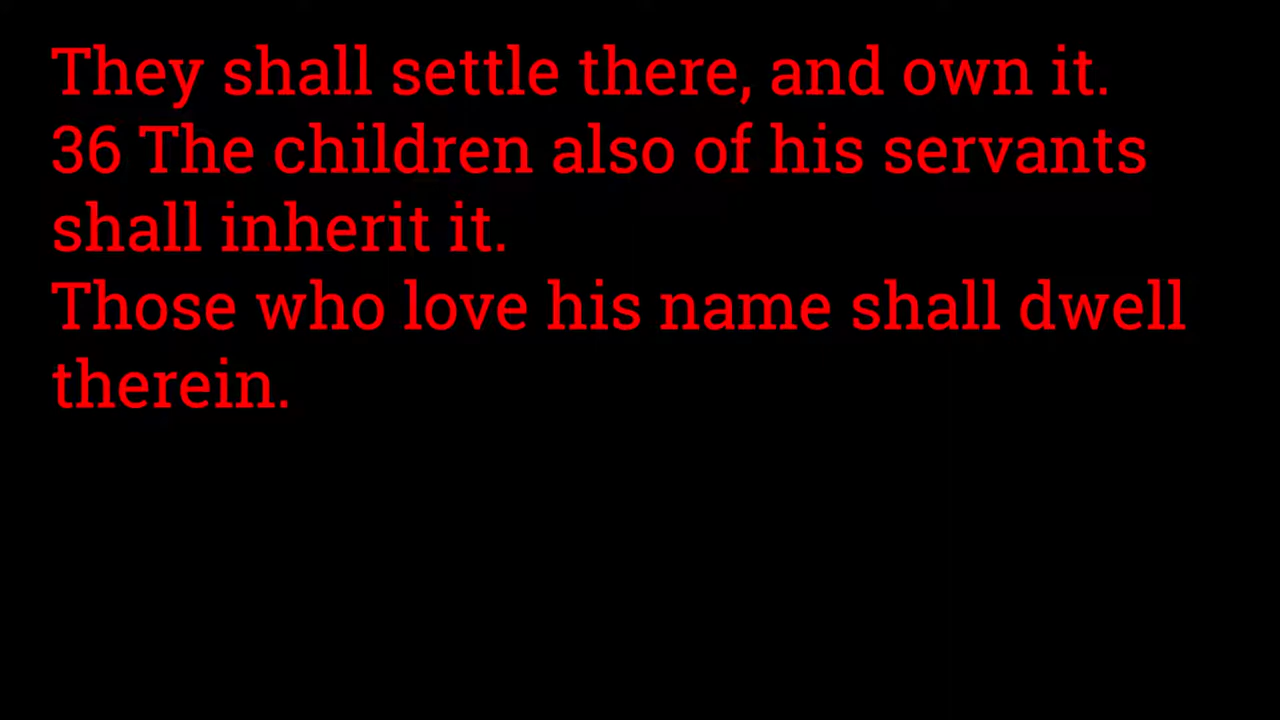 They shall settle there, and own it.
36 The children also of his servants
shall inherit it.
Those who love his name shall dwell
therein.